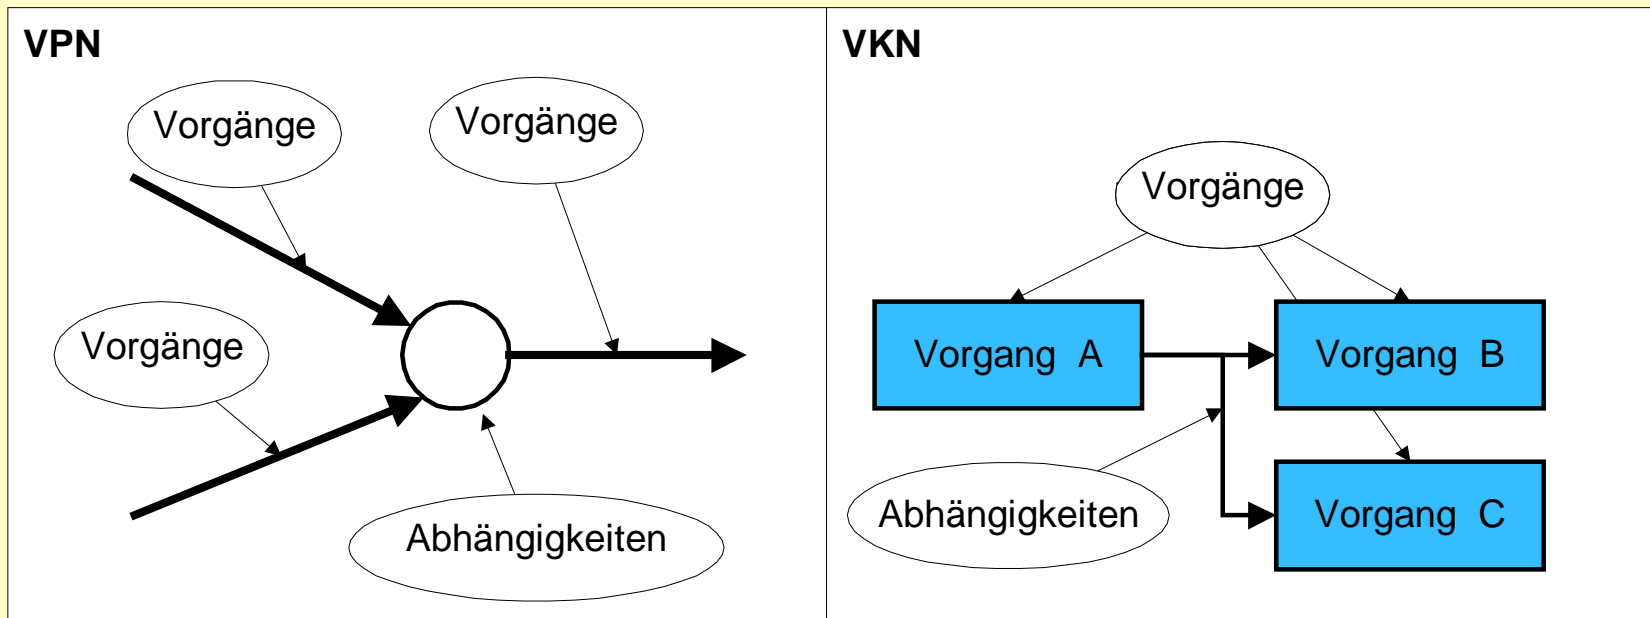 VPN
Vorgänge
Vorgänge
Vorgänge
Abhängigkeiten
VKN
Vorgänge
Vorgang A
Vorgang B
Abhängigkeiten
Vorgang C